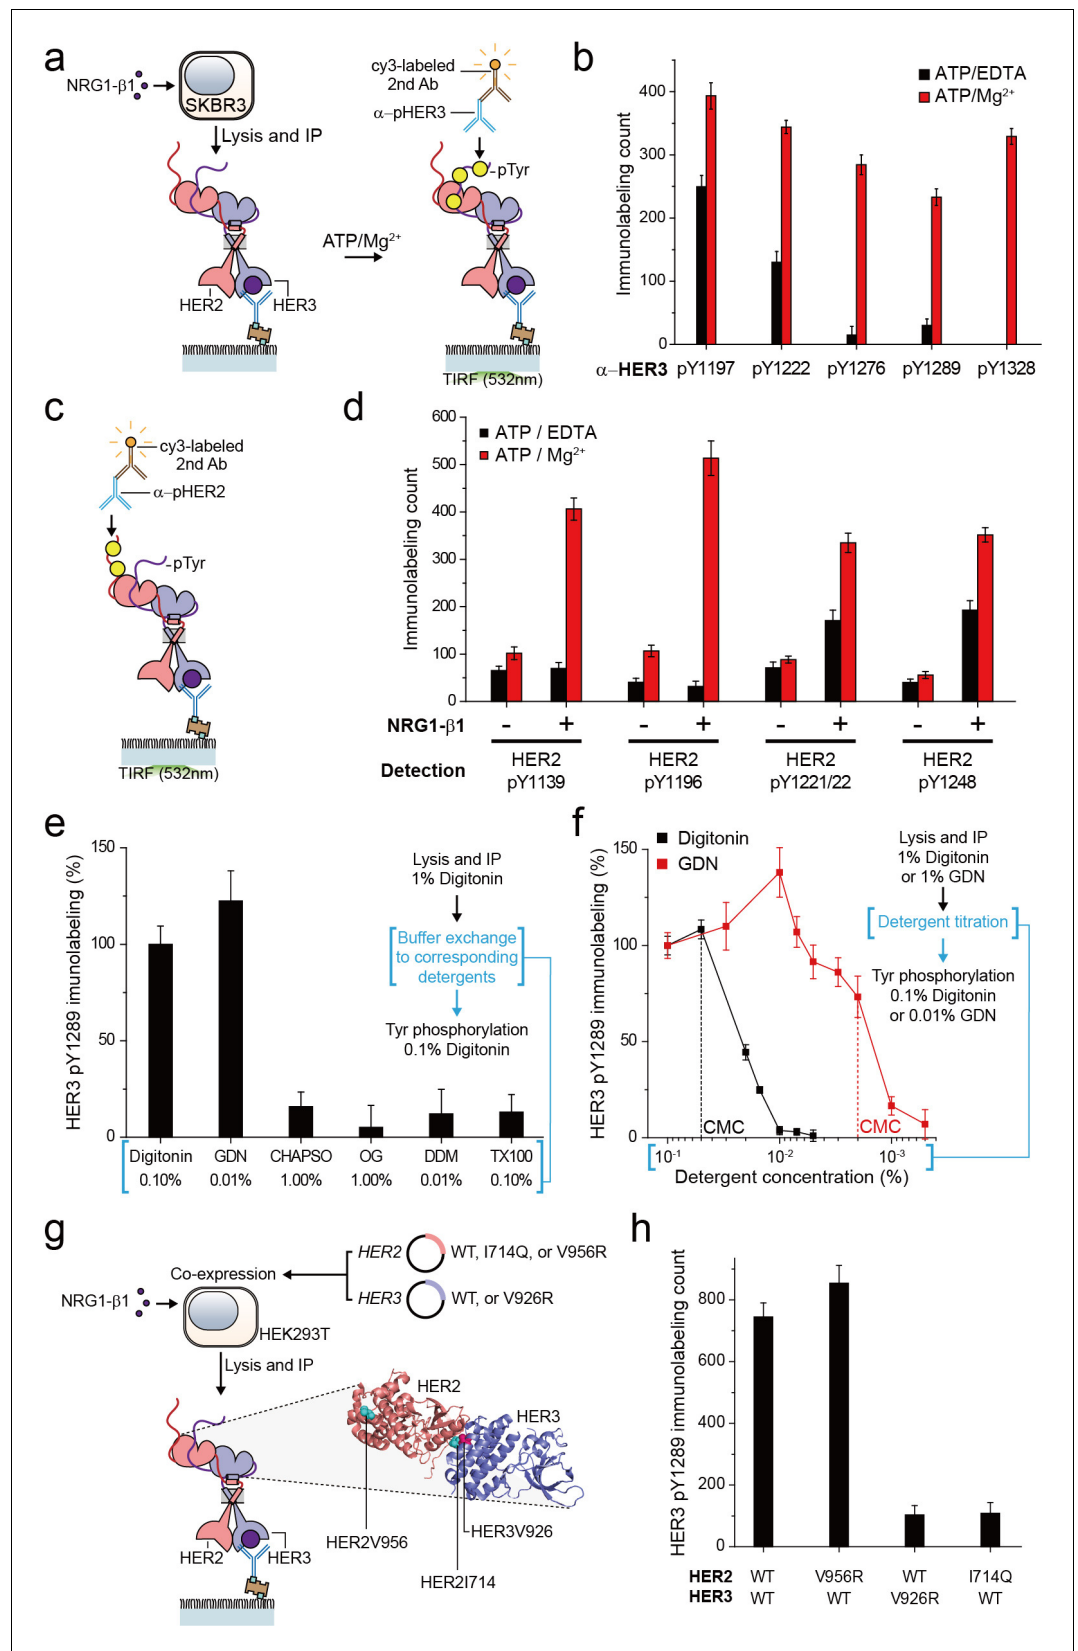 a
NRG1-β1
SKBR3
Lysis and IP
cy3-labeled
2nd Ab
α–pHER3
pTyr
ATP/Mg²⁺
HER2
HER3
TIRF (532nm)
b
ATP/EDTA
ATP/Mg²⁺
Immunolabeling count
400
300
200
100
0
α–HER3 pY1197 pY1222 pY1276 pY1289 pY1328
c
cy3-labeled
2nd Ab
α–pHER2
pTyr
TIRF (532nm)
d
ATP / EDTA
ATP / Mg²⁺
Immunolabeling count
600
500
400
300
200
100
0
NRG1-β1 - + - + - + - +
Detection
HER2 HER2 HER2 HER2
pY1139 pY1196 pY1221/22 pY1248
e
HER3 pY1289 imunolabeling (%)
150
100
50
0
Lysis and IP
1% Digitonin
Buffer exchange
to corresponding
detergents
Tyr phosphorylation
0.1% Digitonin
Digitonin GDN CHAPSO OG DDM TX100
0.10% 0.01% 1.00% 1.00% 0.01% 0.10%
f
Digitonin
GDN
HER3 pY1289 immunolabeling (%)
150
100
50
0
CMC
CMC
10⁻¹ 10⁻² 10⁻³
Detergent concentration (%)
Lysis and IP
1% Digitonin
or 1% GDN
Detergent titration
Tyr phosphorylation
0.1% Digitonin
or 0.01% GDN
g
HER2 WT, I714Q, or V956R
Co-expression
HER3 WT, or V926R
NRG1-β1
HEK293T
Lysis and IP
HER2
HER3
HER2V956
HER3V926
HER2I714
HER2
HER3
h
HER3 pY1289 immunolabeling count
800
600
400
200
0
HER2 WT V956R WT I714Q
HER3 WT WT V926R WT